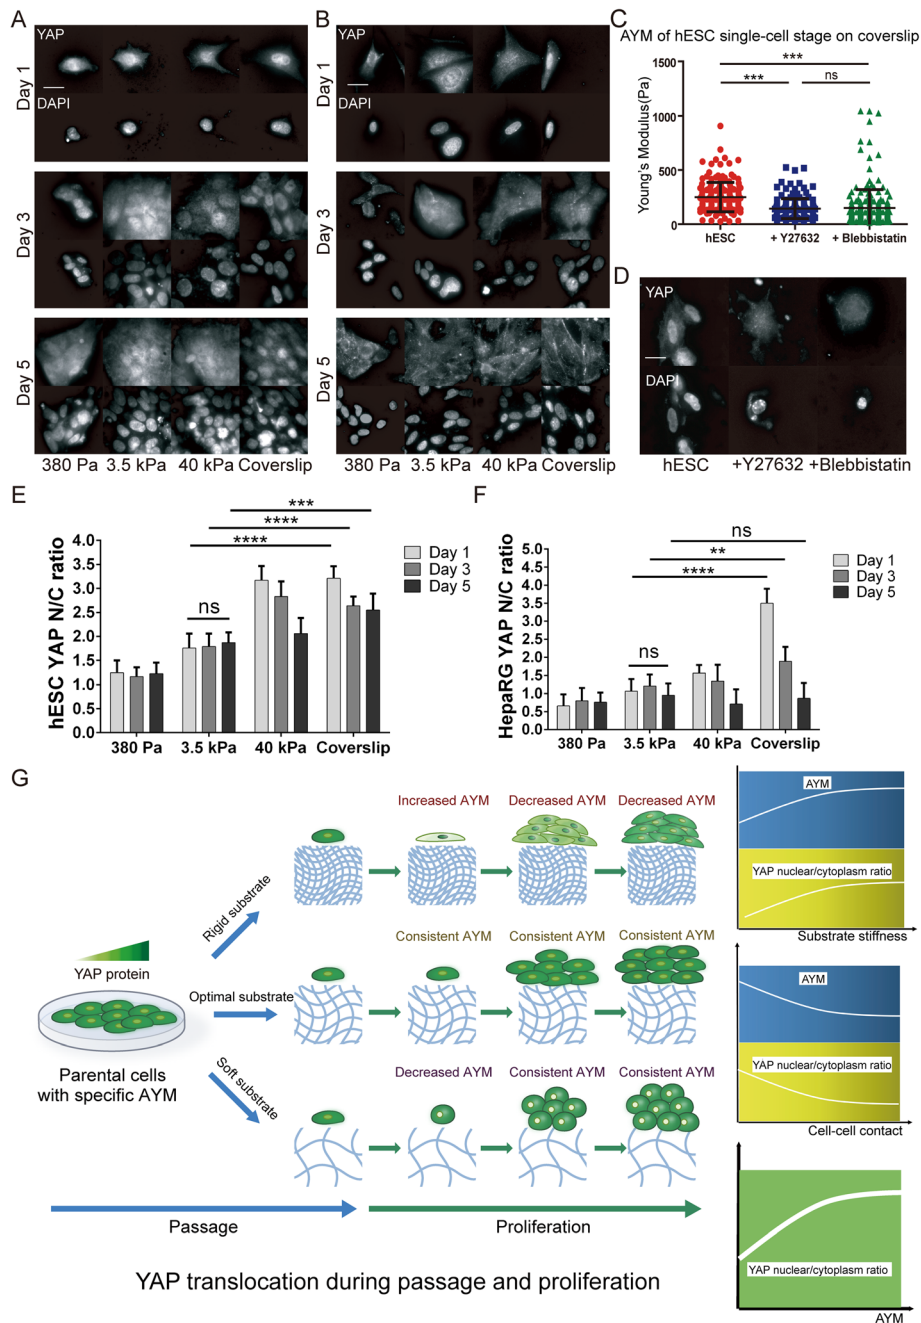 A
B
C
YAP
DAPI
Day 1
Day 3
Day 5
380 Pa
3.5 kPa
40 kPa
Coverslip
YAP
DAPI
Day 1
Day 3
Day 5
380 Pa
3.5 kPa
40 kPa
Coverslip
AYM of hESC single-cell stage on coverslip
***
***
ns
Young's Modulus(Pa)
1500
1000
500
0
hESC
+ Y27632
+ Blebbistatin
D
YAP
DAPI
hESC
+Y27632
+Blebbistatin
E
***
****
****
ns
hESC YAP N/C ratio
4.0
3.5
3.0
2.5
2.0
1.5
1.0
0.5
0.0
Day 1
Day 3
Day 5
380 Pa
3.5 kPa
40 kPa
Coverslip
F
ns
**
****
ns
HepaRG YAP N/C ratio
5.0
4.5
4.0
3.5
3.0
2.5
2.0
1.5
1.0
0.5
0.0
Day 1
Day 3
Day 5
380 Pa
3.5 kPa
40 kPa
Coverslip
G
YAP protein
Parental cells
with specific AYM
Rigid substrate
Optimal substrate
Soft substrate
Increased AYM
Decreased AYM
Decreased AYM
Consistent AYM
Consistent AYM
Consistent AYM
Decreased AYM
Consistent AYM
Consistent AYM
Passage
Proliferation
YAP translocation during passage and proliferation
AYM
YAP nuclear/cytoplasm ratio
Substrate stiffness
AYM
YAP nuclear/cytoplasm ratio
Cell-cell contact
YAP nuclear/cytoplasm ratio
AYM